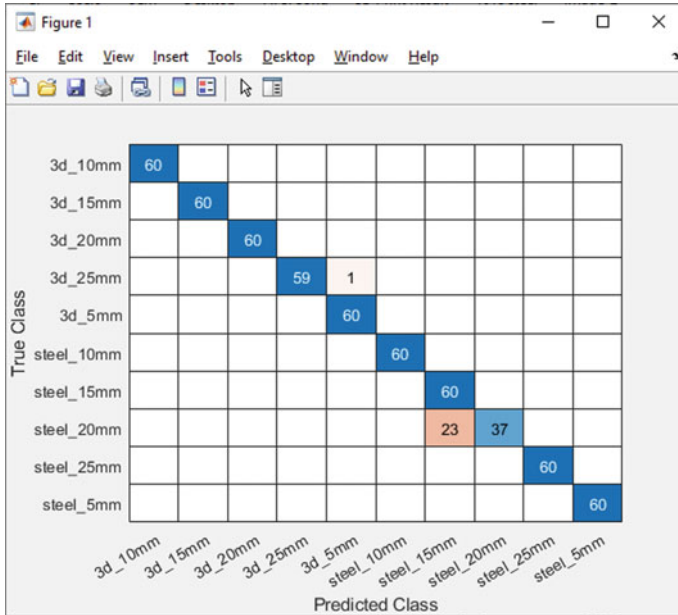 Figure 1
File Edit View Insert Tools Desktop Window Help
3d_10mm 60
3d_15mm 60
3d_20mm 60
3d_25mm 59 1
3d_5mm 60
steel_10mm 60
steel_15mm 60
steel_20mm 23 37
steel_25mm 60
steel_5mm 60
True Class
3d_10mm 3d_15mm 3d_20mm 3d_25mm 3d_5mm steel_10mm steel_15mm steel_20mm steel_25mm steel_5mm
Predicted Class